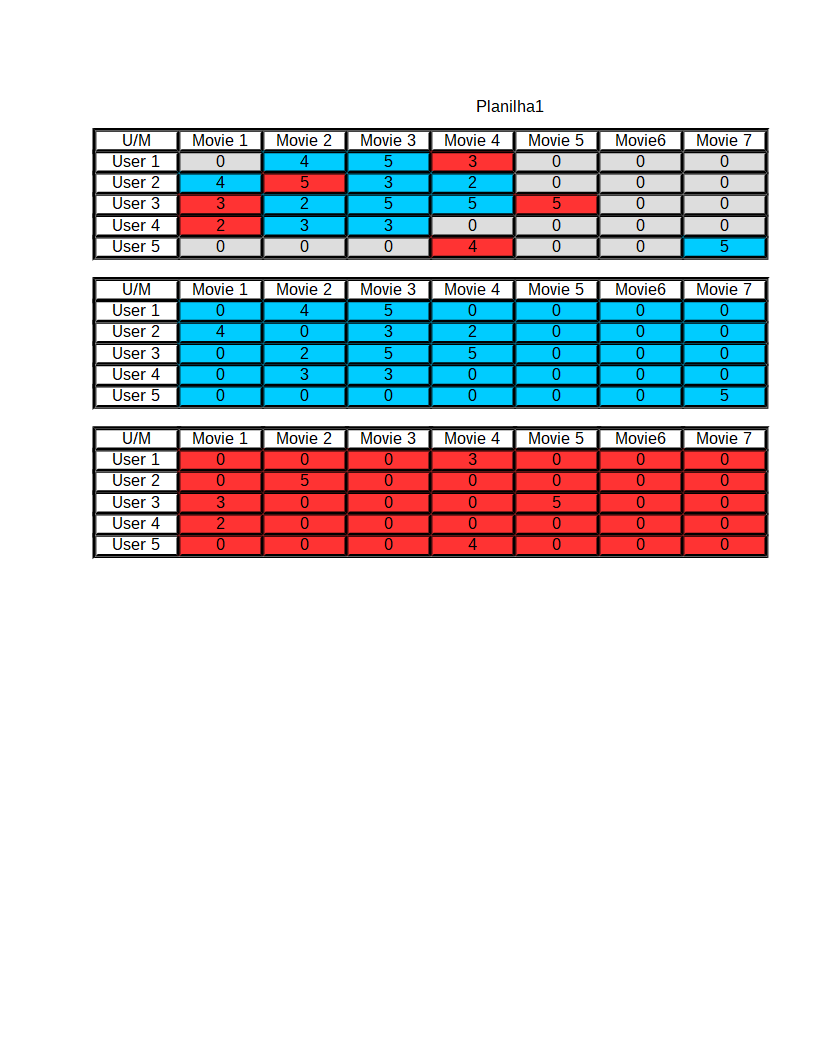 Planilha1
U/M Movie 1 Movie 2 Movie 3 Movie 4 Movie 5 Movie6 Movie 7
User 1 0 4 5 3 0 0 0
User 2 4 5 3 2 0 0 0
User 3 3 2 5 5 5 0 0
User 4 2 3 3 0 0 0 0
User 5 0 0 0 4 0 0 5
U/M Movie 1 Movie 2 Movie 3 Movie 4 Movie 5 Movie6 Movie 7
User 1 0 4 5 0 0 0 0
User 2 4 0 3 2 0 0 0
User 3 0 2 5 5 0 0 0
User 4 0 3 3 0 0 0 0
User 5 0 0 0 0 0 0 5
U/M Movie 1 Movie 2 Movie 3 Movie 4 Movie 5 Movie6 Movie 7
User 1 0 0 0 3 0 0 0
User 2 0 5 0 0 0 0 0
User 3 3 0 0 0 5 0 0
User 4 2 0 0 0 0 0 0
User 5 0 0 0 4 0 0 0